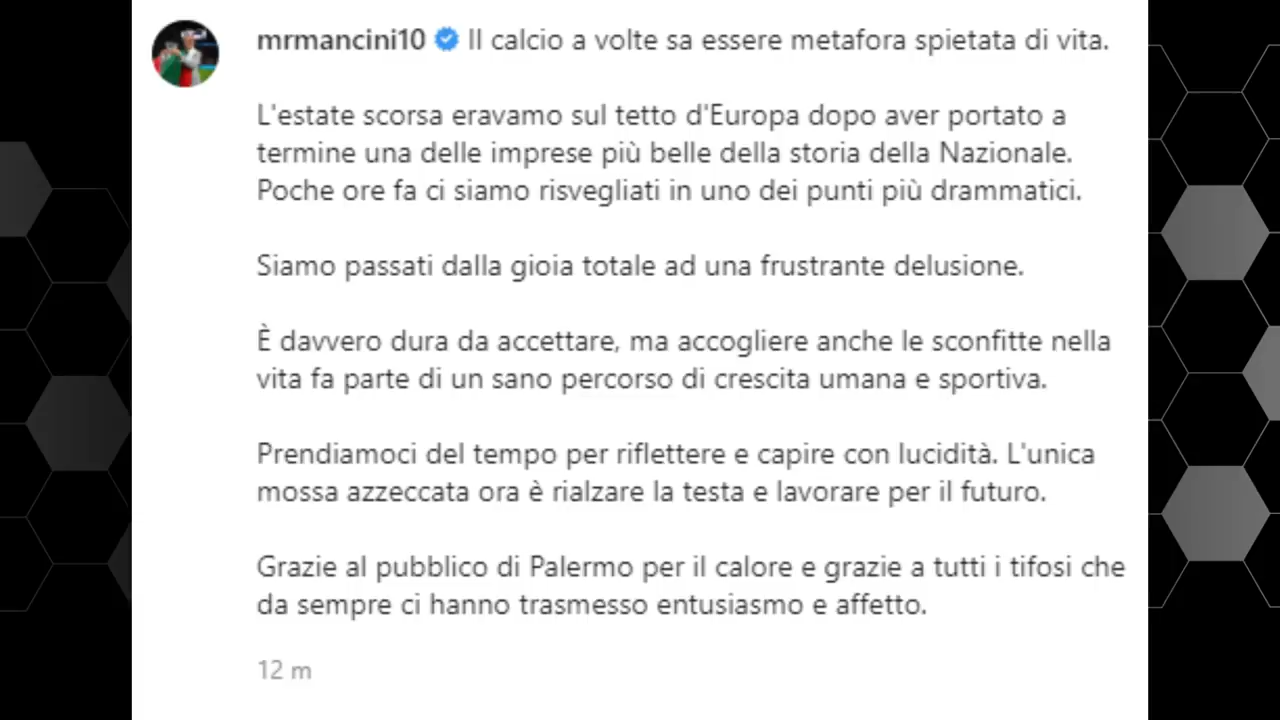 mrmancini10 Il calcio a volte sa essere metafora spietata di vita.
L'estate scorsa eravamo sul tetto d'Europa dopo aver portato a
termine una delle imprese più belle della storia della Nazionale.
Poche ore fa ci siamo risvegliati in uno dei punti più drammatici.
Siamo passati dalla gioia totale ad una frustrante delusione.
È davvero dura da accettare, ma accogliere anche le sconfitte nella
vita fa parte di un sano percorso di crescita umana e sportiva.
Prendiamoci del tempo per riflettere e capire con lucidità. L'unica
mossa azzeccata ora è rialzare la testa e lavorare per il futuro.
Grazie al pubblico di Palermo per il calore e grazie a tutti i tifosi che
da sempre ci hanno trasmesso entusiasmo e affetto.
12 m